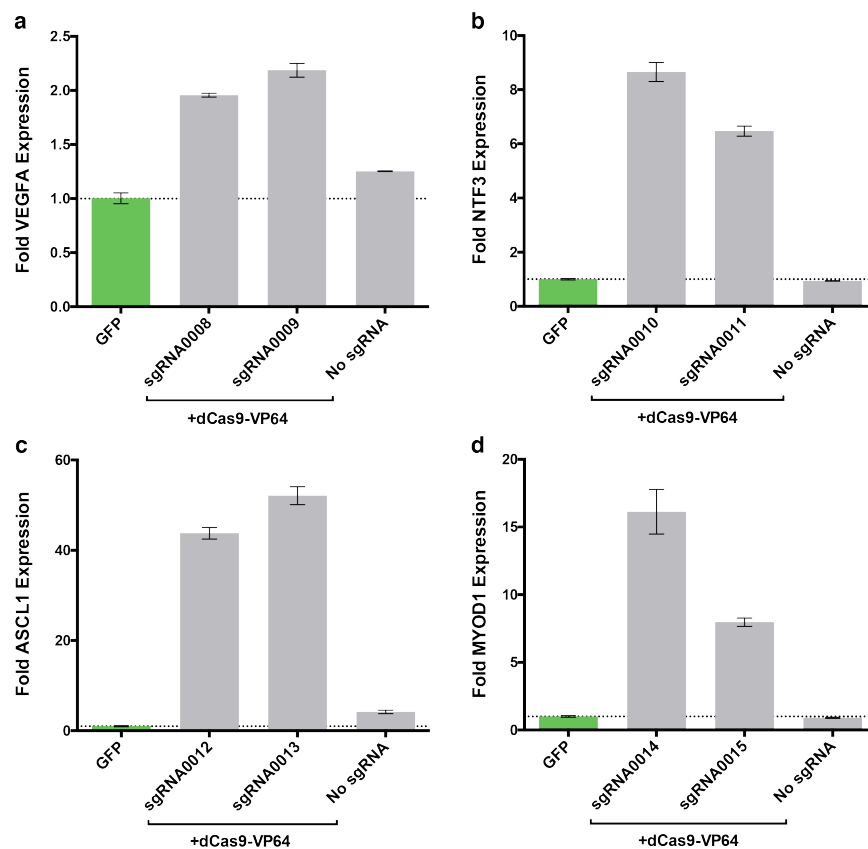 a
Fold VEGFA Expression
2.5
2.0
1.5
1.0
0.5
0.0
GFP
sgRNA0008
sgRNA0009
No sgRNA
+dCas9-VP64
b
Fold NTF3 Expression
10
8
6
4
2
0
GFP
sgRNA0010
sgRNA0011
No sgRNA
+dCas9-VP64
c
Fold ASCL1 Expression
60
40
20
0
GFP
sgRNA0012
sgRNA0013
No sgRNA
+dCas9-VP64
d
Fold MYOD1 Expression
20
15
10
5
0
GFP
sgRNA0014
sgRNA0015
No sgRNA
+dCas9-VP64